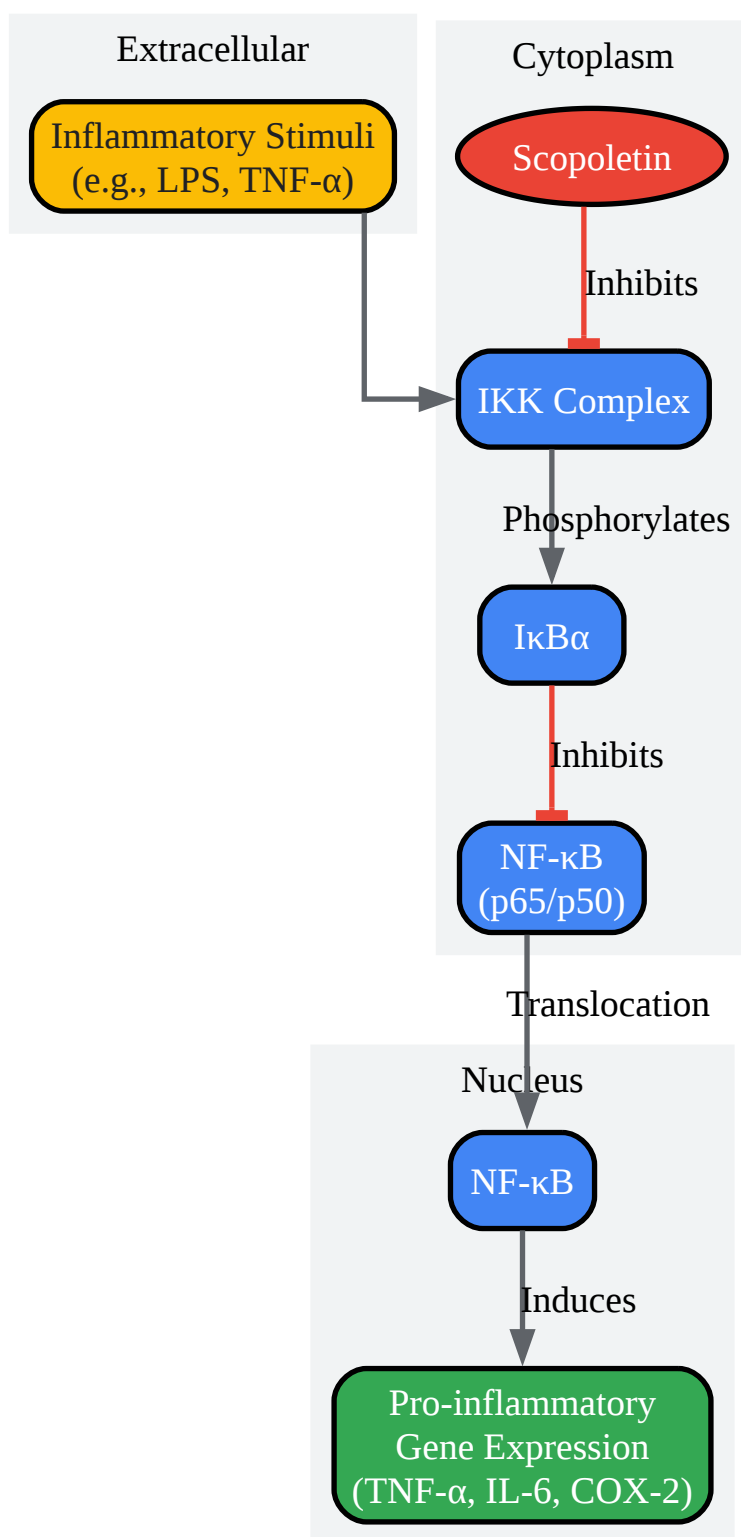 Extracellular
Inflammatory Stimuli
(e.g., LPS, TNF-α)
Cytoplasm
Scopoletin
Inhibits
IKK Complex
Phosphorylates
IκBα
Inhibits
NF-κB
(p65/p50)
Translocation
Nucleus
NF-κB
Induces
Pro-inflammatory
Gene Expression
(TNF-α, IL-6, COX-2)